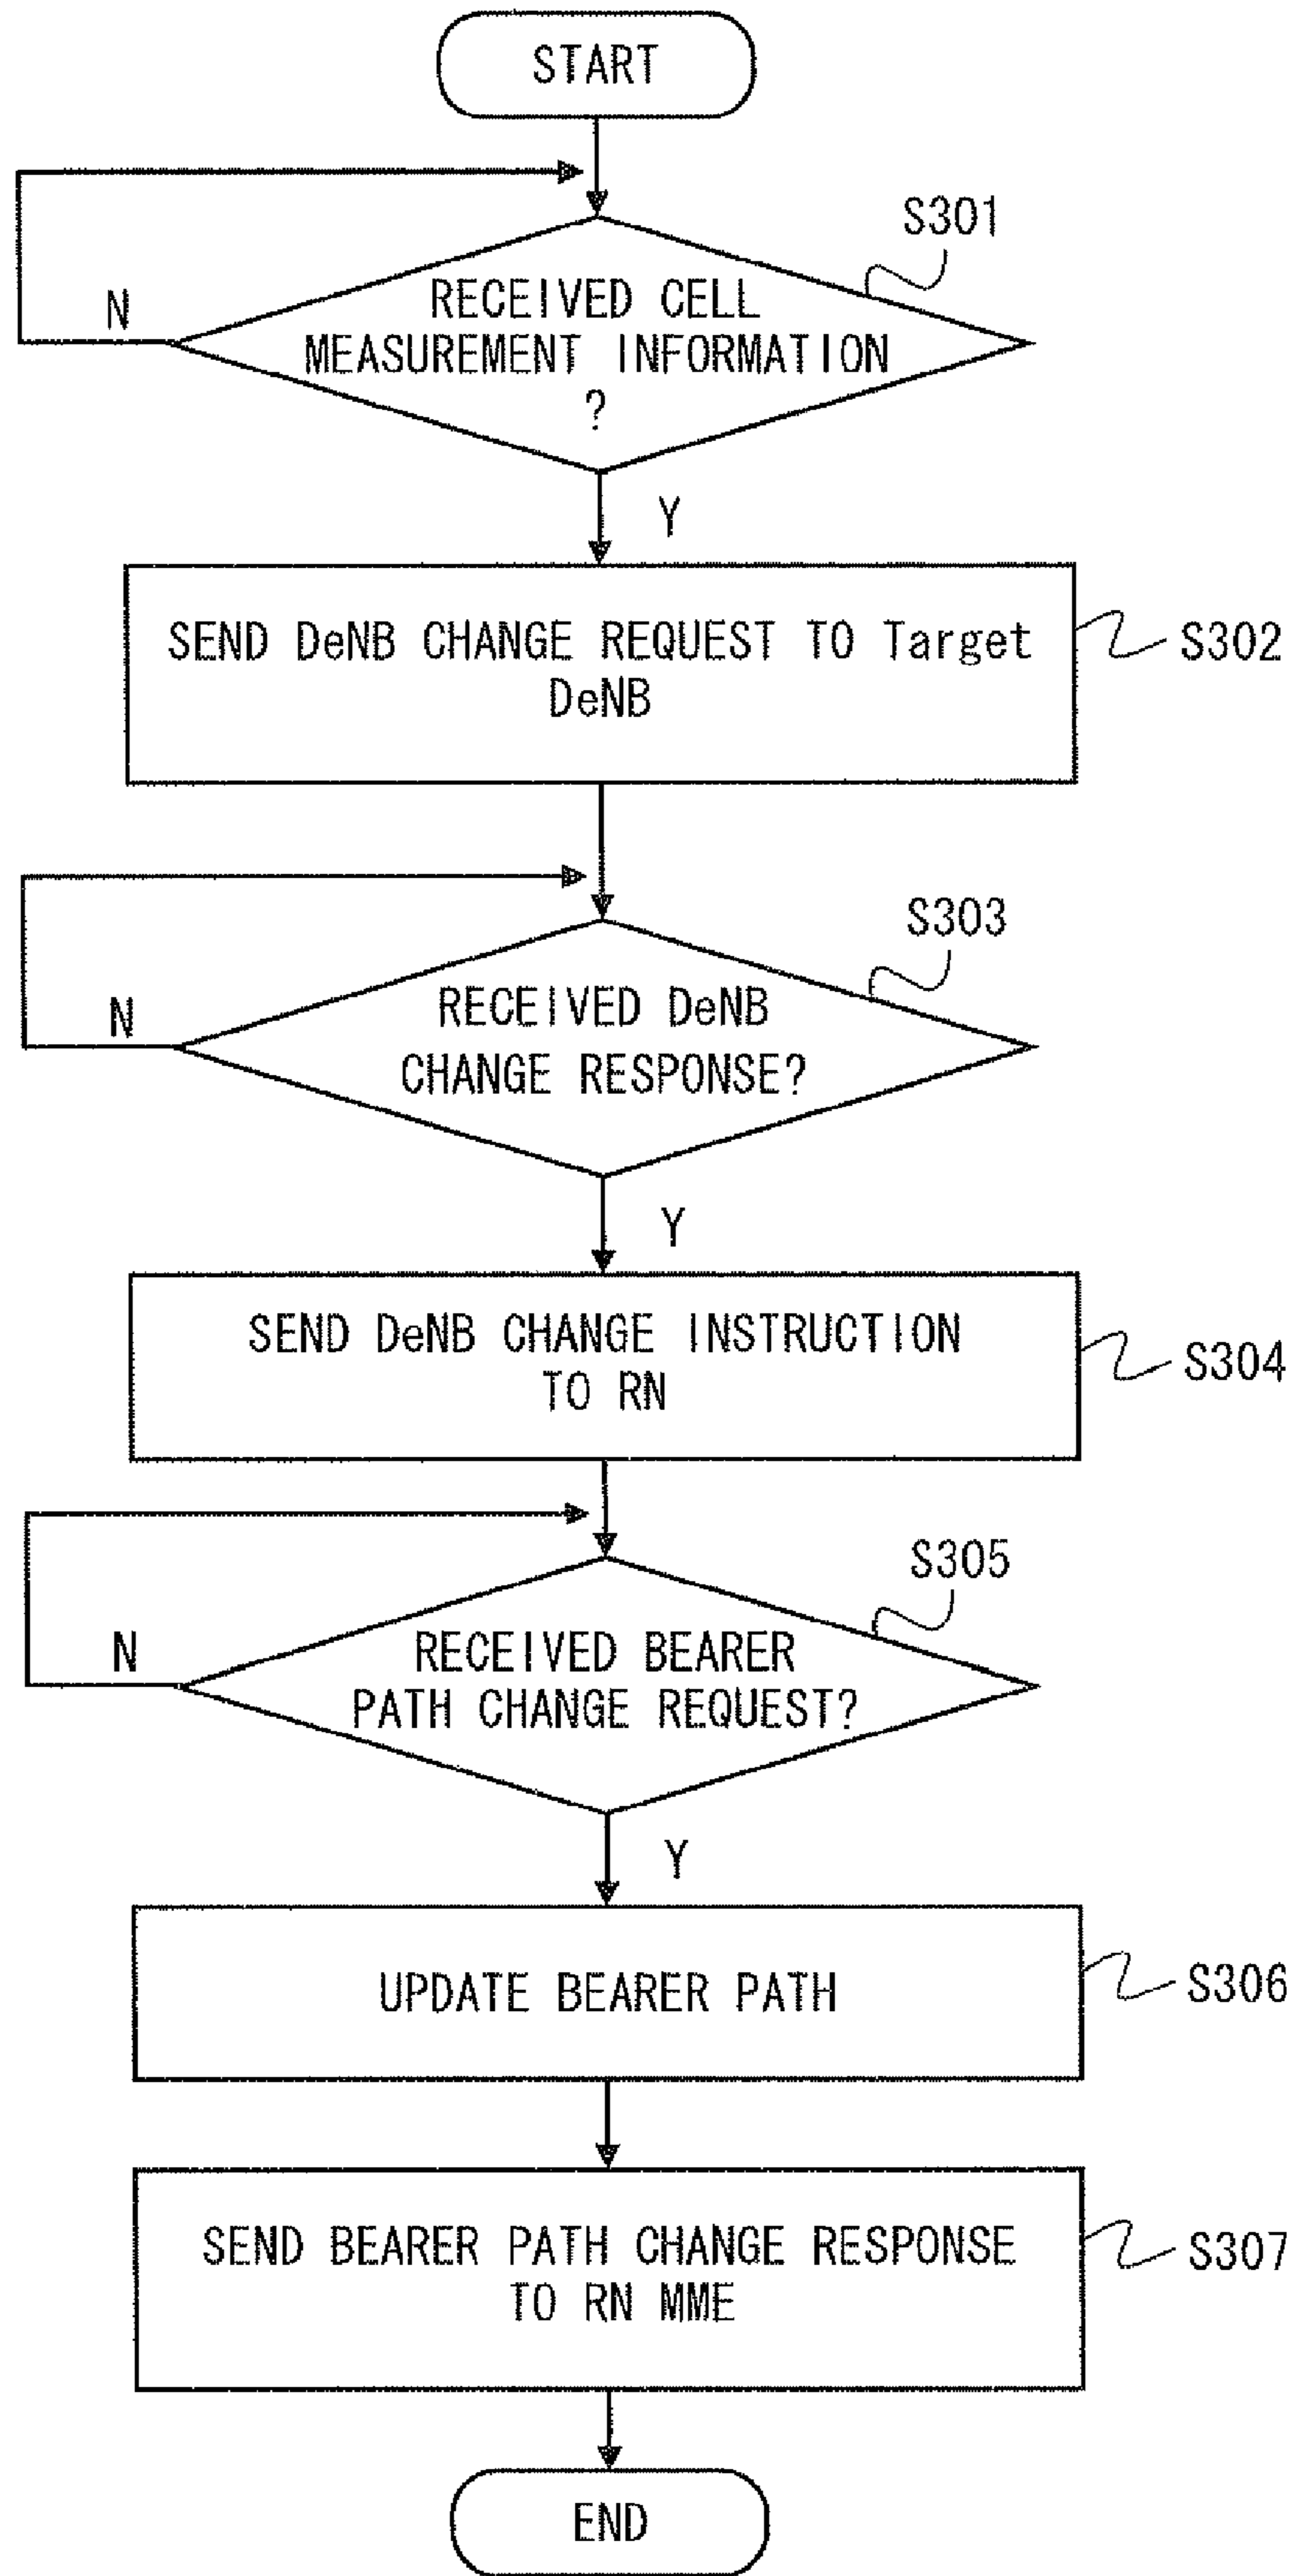 START
S301
RECEIVED CELL
MEASUREMENT INFORMATION
?
N
Y
SEND DeNB CHANGE REQUEST TO Target
DeNB
S302
S303
RECEIVED DeNB
CHANGE RESPONSE?
N
Y
SEND DeNB CHANGE INSTRUCTION
TO RN
S304
S305
RECEIVED BEARER
PATH CHANGE REQUEST?
N
Y
UPDATE BEARER PATH
S306
SEND BEARER PATH CHANGE RESPONSE
TO RN MME
S307
END